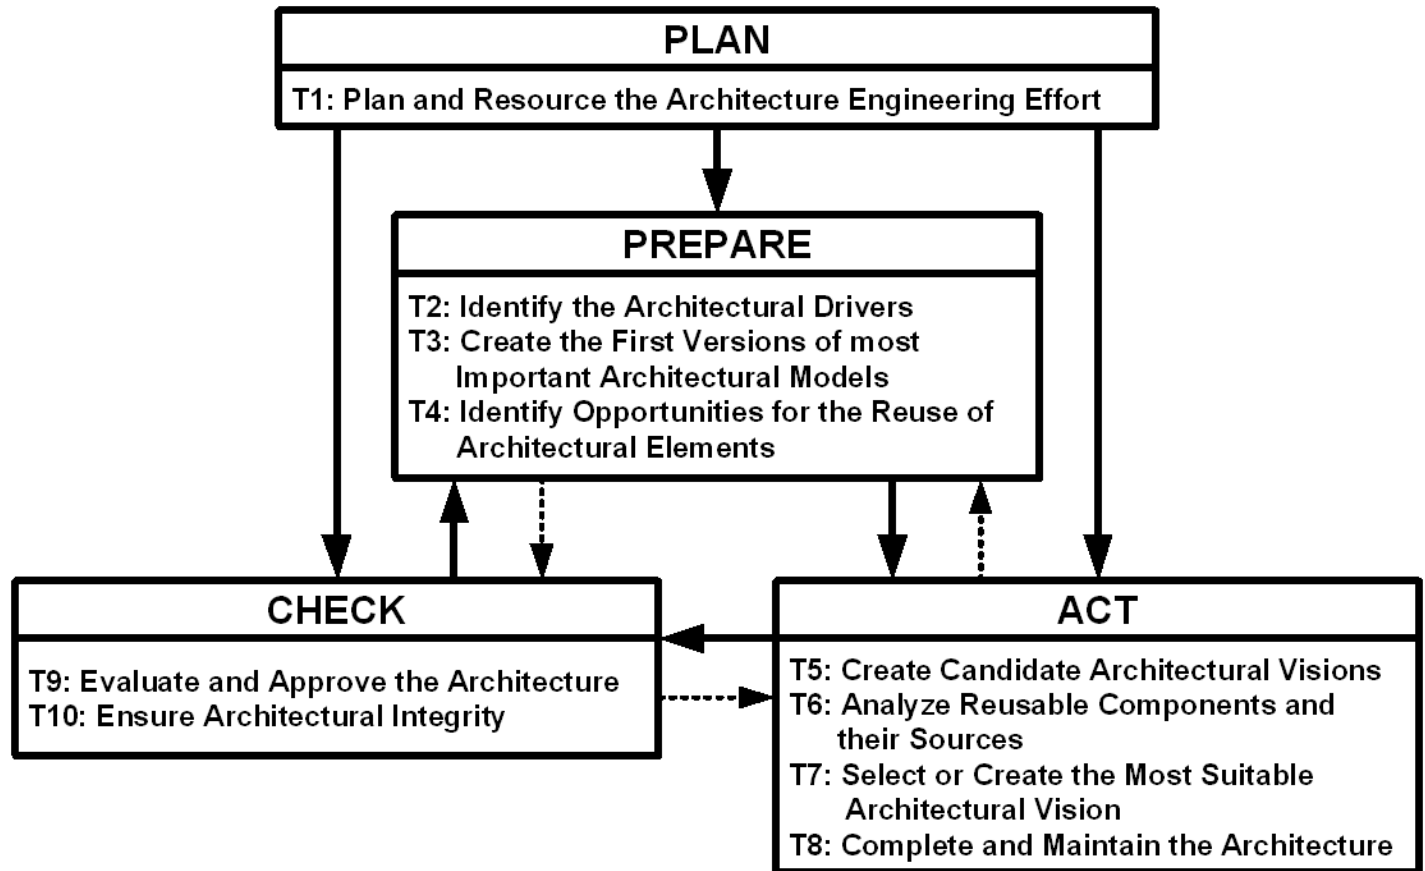 PLAN
T1: Plan and Resource the Architecture Engineering Effort
PREPARE
T2: Identify the Architectural Drivers
T3: Create the First Versions of most
Important Architectural Models
T4: Identify Opportunities for the Reuse of
Architectural Elements
CHECK
T9: Evaluate and Approve the Architecture
T10: Ensure Architectural Integrity
ACT
T5: Create Candidate Architectural Visions
T6: Analyze Reusable Components and
their Sources
T7: Select or Create the Most Suitable
Architectural Vision
T8: Complete and Maintain the Architecture